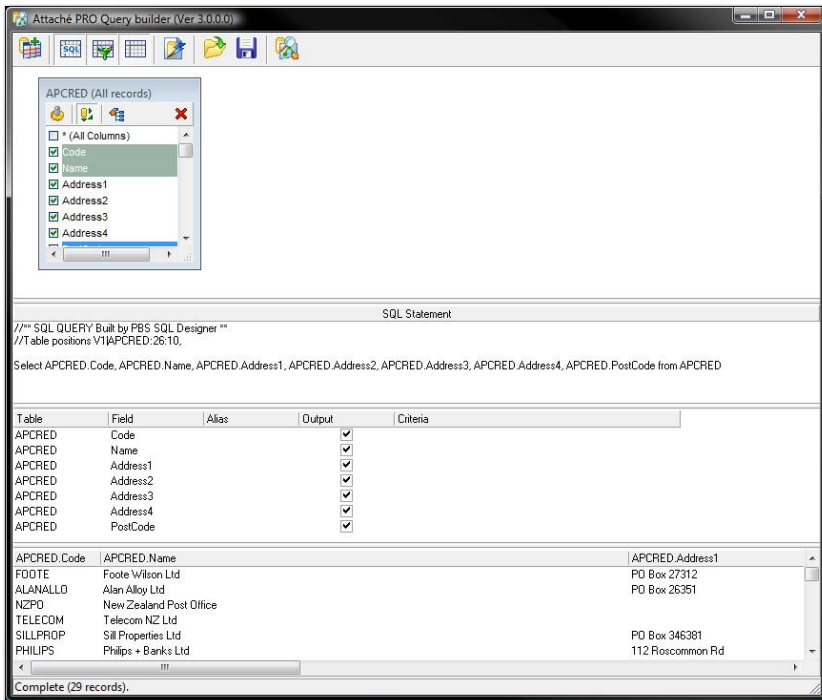 Attaché PRO Query builder (Ver 3.0.0.0)
SQL
APCRED (All records)
* (All Columns)
Code
Name
Address1
Address2
Address3
Address4
SQL Statement
//** SQL QUERY Built by PBS SQL Designer **
//Table positions V1|APCRED:26:10,
Select APCRED.Code, APCRED.Name, APCRED.Address1, APCRED.Address2, APCRED.Address3, APCRED.Address4, APCRED.PostCode from APCRED
Table Field Alias Output Criteria
APCRED Code
APCRED Name
APCRED Address1
APCRED Address2
APCRED Address3
APCRED Address4
APCRED PostCode
APCRED.Code APCRED.Name APCRED.Address1
FOOTE Foote Wilson Ltd PO Box 27312
ALANALLO Alan Alloy Ltd PO Box 26351
NZPO New Zealand Post Office
TELECOM Telecom NZ Ltd
SILLPROP Sill Properties Ltd PO Box 346381
PHILIPS Philips + Banks Ltd 112 Roscommon Rd
Complete (29 records).